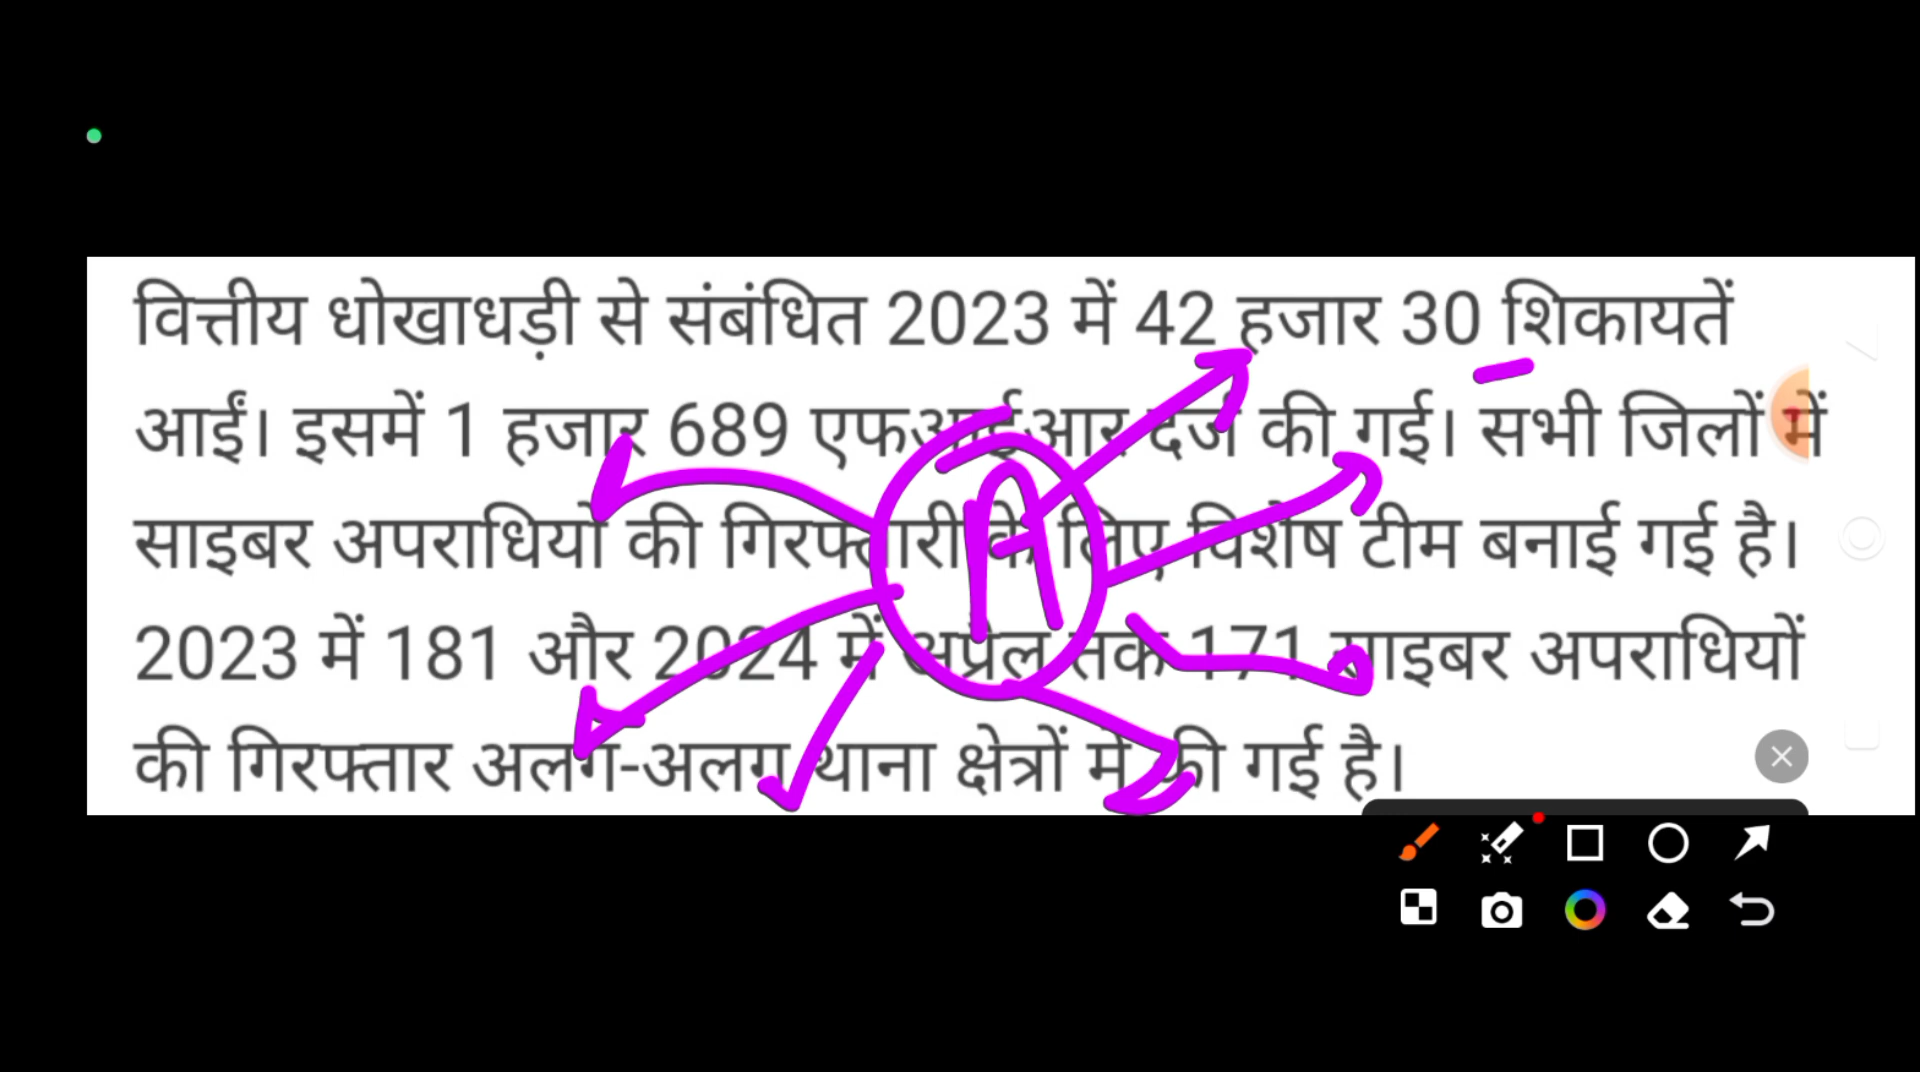 वित्तीय धोखाधड़ी से संबंधित 2023 में 42 हजार 30 शिकायतें
आईं। इसमें 1 हजार 689 एफआईआर दर्ज की गई। सभी जिलों में
साइबर अपराधियों की गिरफ्तारी के लिए विशेष टीम बनाई गई है।
2023 में 181 और 2024 में अप्रैल तक 171 साइबर अपराधियों
की गिरफ्तार अलग-अलग थाना क्षेत्रों में की गई है।
A